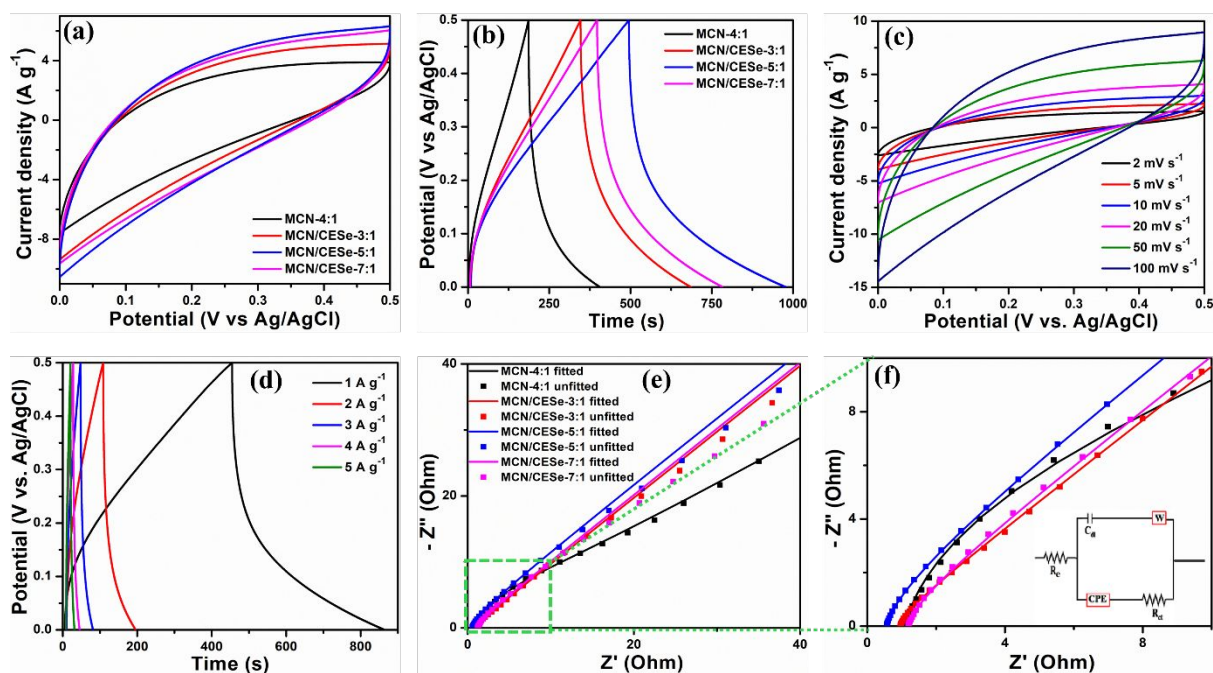 (a)
Current density (A g⁻¹)
4
0
-4
-8
MCN-4:1
MCN/CESe-3:1
MCN/CESe-5:1
MCN/CESe-7:1
0.0 0.1 0.2 0.3 0.4 0.5
Potential (V vs Ag/AgCl)
(b)
Potential (V vs Ag/AgCl)
0.5
0.4
0.3
0.2
0.1
0.0
MCN-4:1
MCN/CESe-3:1
MCN/CESe-5:1
MCN/CESe-7:1
0 250 500 750 1000
Time (s)
(c)
Current density (A g⁻¹)
10
5
0
-5
-10
-15
2 mV s⁻¹
5 mV s⁻¹
10 mV s⁻¹
20 mV s⁻¹
50 mV s⁻¹
100 mV s⁻¹
0.0 0.1 0.2 0.3 0.4 0.5
Potential (V vs. Ag/AgCl)
(d)
Potential (V vs. Ag/AgCl)
0.5
0.4
0.3
0.2
0.1
0.0
1 A g⁻¹
2 A g⁻¹
3 A g⁻¹
4 A g⁻¹
5 A g⁻¹
0 200 400 600 800
Time (s)
(e)
- Z'' (Ohm)
40
20
0
MCN-4:1 fitted
MCN-4:1 unfitted
MCN/CESe-3:1 fitted
MCN/CESe-3:1 unfitted
MCN/CESe-5:1 fitted
MCN/CESe-5:1 unfitted
MCN/CESe-7:1 fitted
MCN/CESe-7:1 unfitted
0 20 40
Z' (Ohm)
(f)
- Z'' (Ohm)
8
4
0
C dl
W
R e
CPE
R ct
0 4 8
Z' (Ohm)